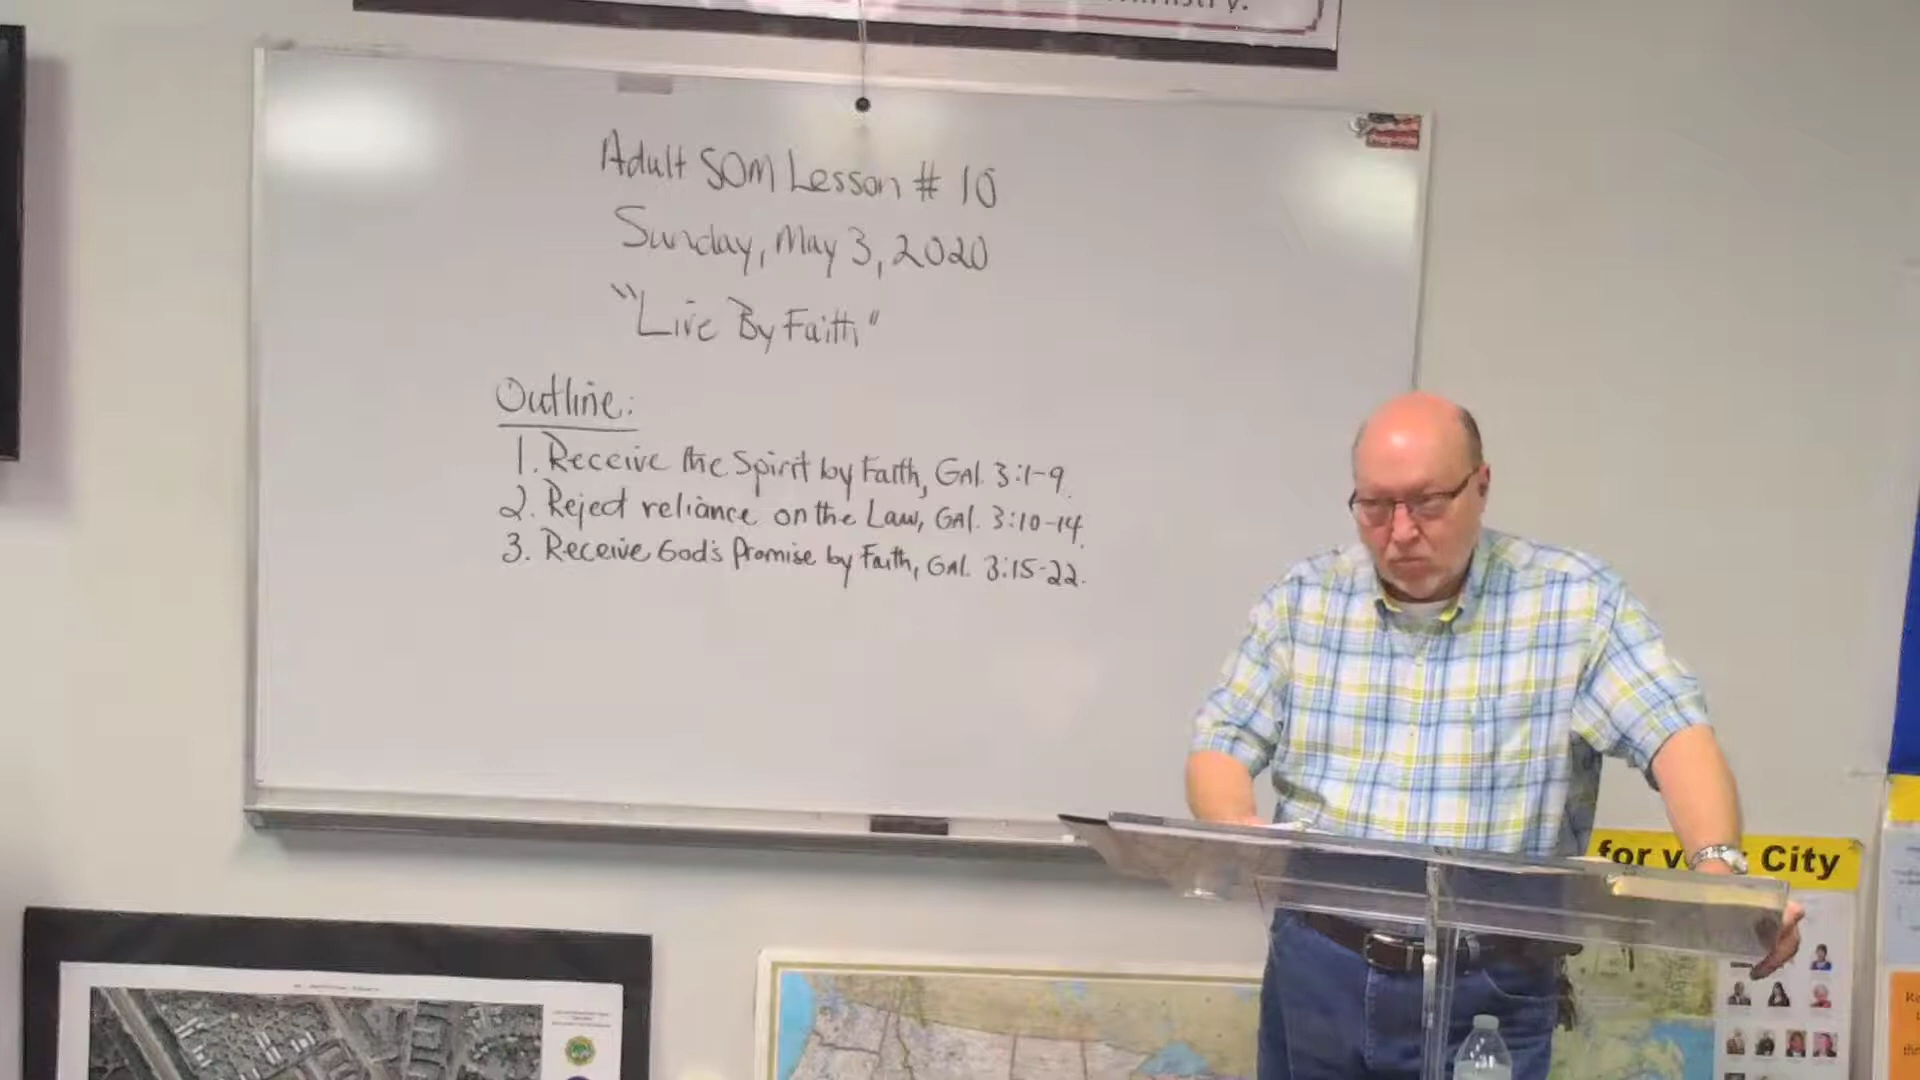 Adult SOM Lesson # 10
Sunday, May 3, 2020
"Live By Faith"
Outline:
1. Receive the Spirit by Faith, GAl. 3:1-9.
2. Reject reliance on the Law, GAl. 3:10-14.
3. Receive God's Promise by Faith, GAl. 3:15-22.
for City